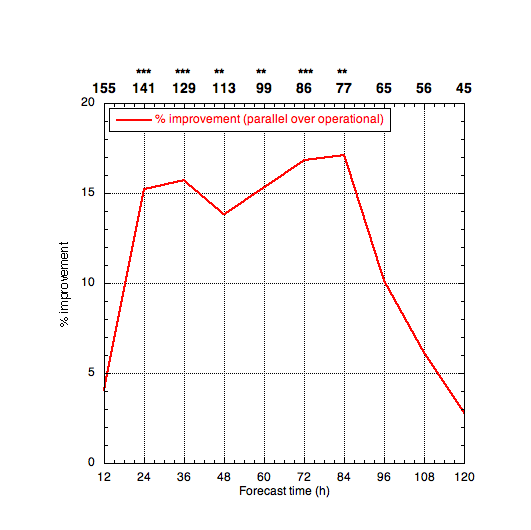 *** *** ** ** *** **
155 141 129 113 99 86 77 65 56 45
20
% improvement (parallel over operational)
15
% improvement
10
5
0
12 24 36 48 60 72 84 96 108 120
Forecast time (h)